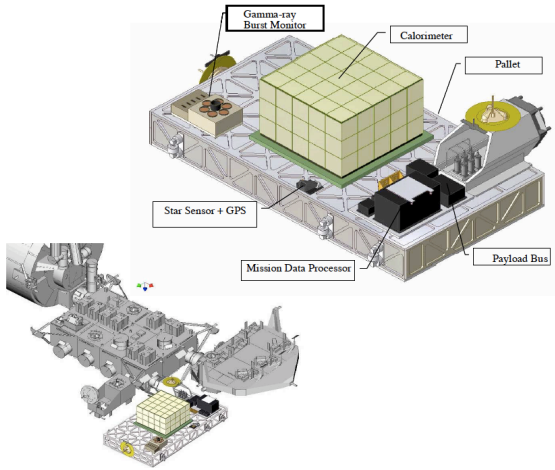 Gamma-ray
Burst Monitor
Calorimeter
Pallet
Star Sensor + GPS
Mission Data Processor
Payload Bus